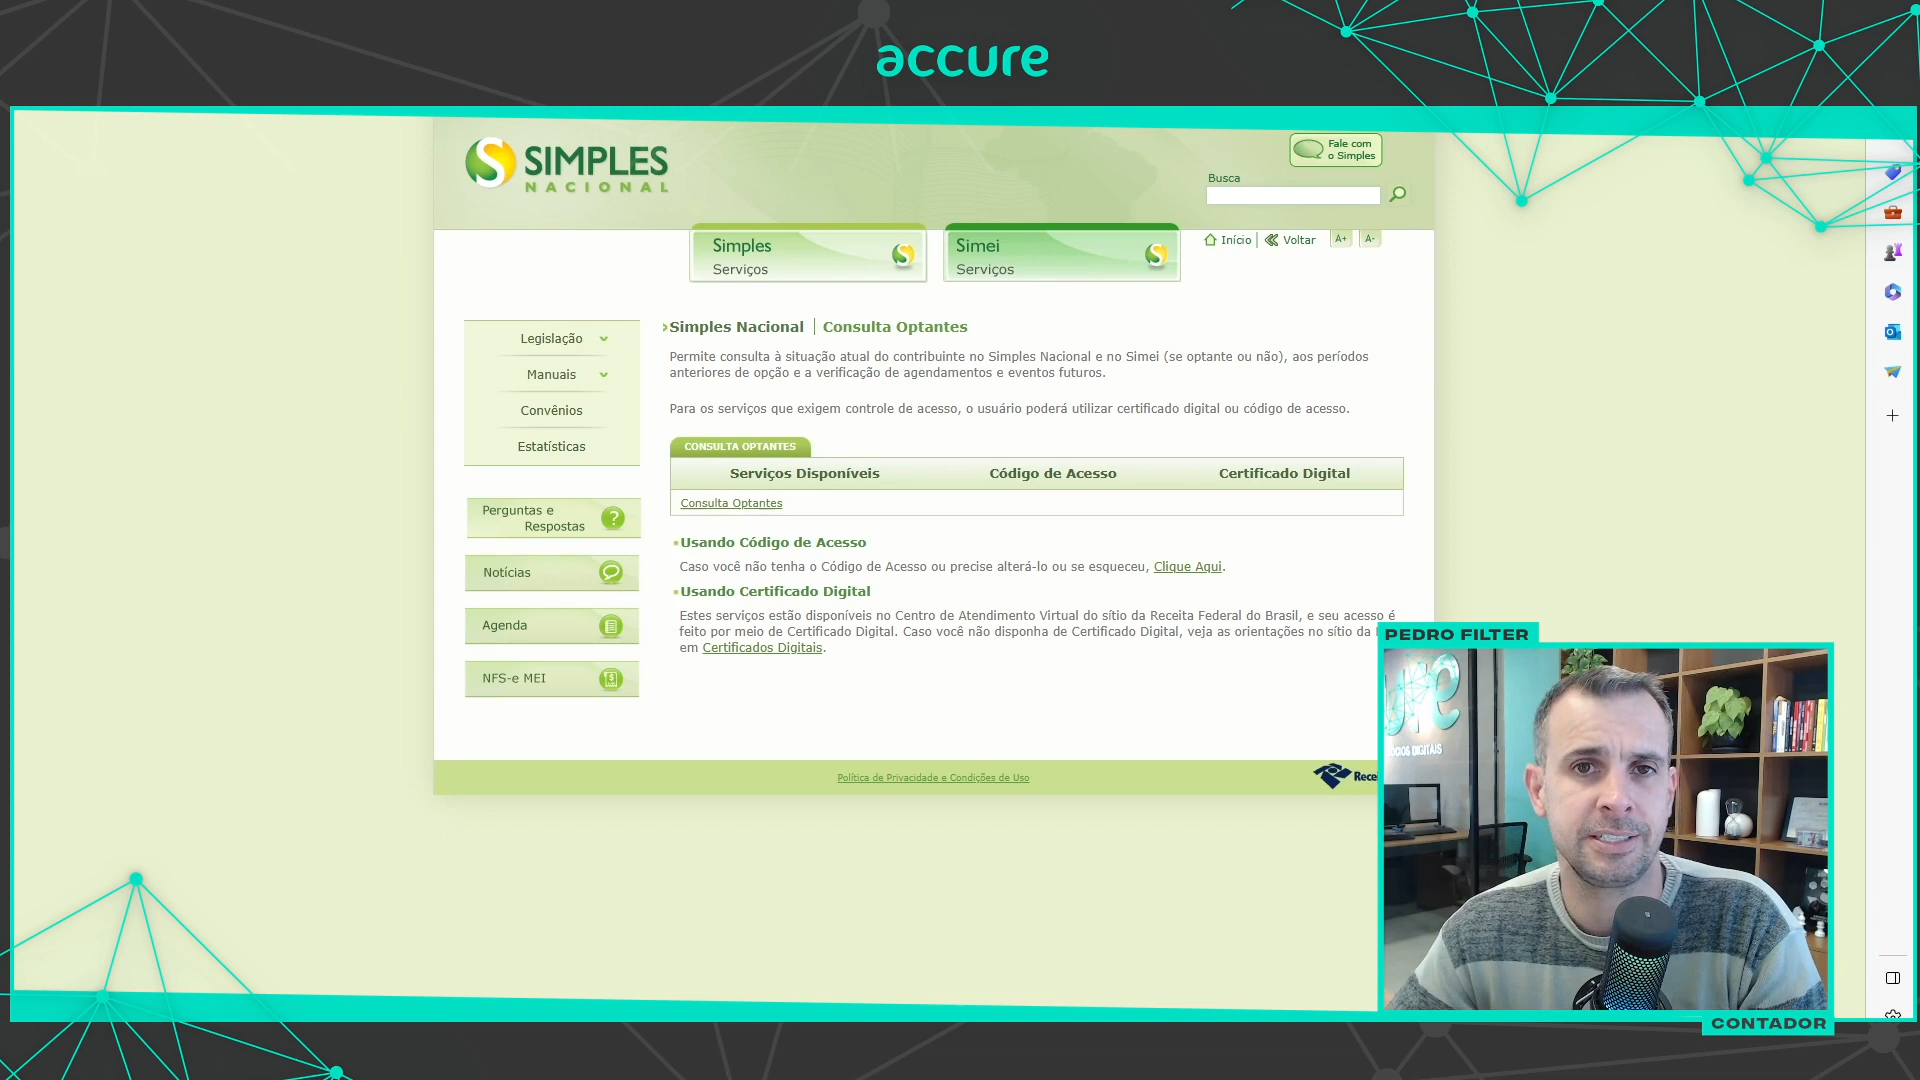 accure
SIMPLES
NACIONAL
Fale com
o Simples
Busca
Simples
Serviços
Simei
Serviços
Início
Voltar
A+
A-
Legislação
Manuais
Convênios
Estatísticas
Perguntas e
Respostas
?
Notícias
Agenda
NFS-e MEI
Simples Nacional | Consulta Optantes
Permite consulta à situação atual do contribuinte no Simples Nacional e no Simei (se optante ou não), aos períodos
anteriores de opção e a verificação de agendamentos e eventos futuros.
Para os serviços que exigem controle de acesso, o usuário poderá utilizar certificado digital ou código de acesso.
CONSULTA OPTANTES
Serviços Disponíveis Código de Acesso Certificado Digital
Consulta Optantes
Usando Código de Acesso
Caso você não tenha o Código de Acesso ou precise alterá-lo ou se esqueceu, Clique Aqui.
Usando Certificado Digital
Estes serviços estão disponíveis no Centro de Atendimento Virtual do sítio da Receita Federal do Brasil, e seu acesso é
feito por meio de Certificado Digital. Caso você não disponha de Certificado Digital, veja as orientações no sítio da
em Certificados Digitais.
Política de Privacidade e Condições de Uso
Rece
PEDRO FILTER
CONTADOR